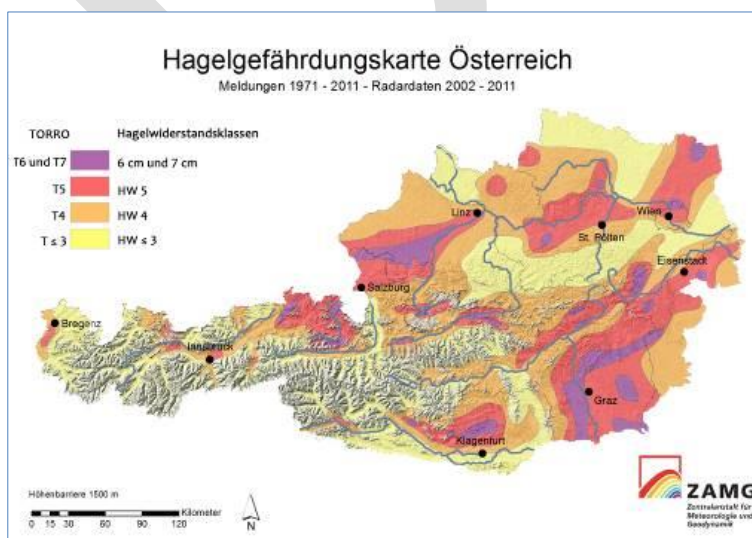 Hagelgefährdungskarte Österreich
Meldungen 1971 - 2011 - Radardaten 2002 - 2011
TORRO Hagelwiderstandsklassen
T6 und T7 6 cm und 7 cm
T5 HW 5
T4 HW 4
T ≤ 3 HW ≤ 3
Linz
Wien
St. Pölten
Eisenstadt
Salzburg
Bregenz
Innsbruck
Graz
Klagenfurt
Höhenbarriere 1500 m
Kilometer
0 15 30 60 90 120
N
ZAMG
Zentralanstalt für
Meteorologie und
Geodynamik